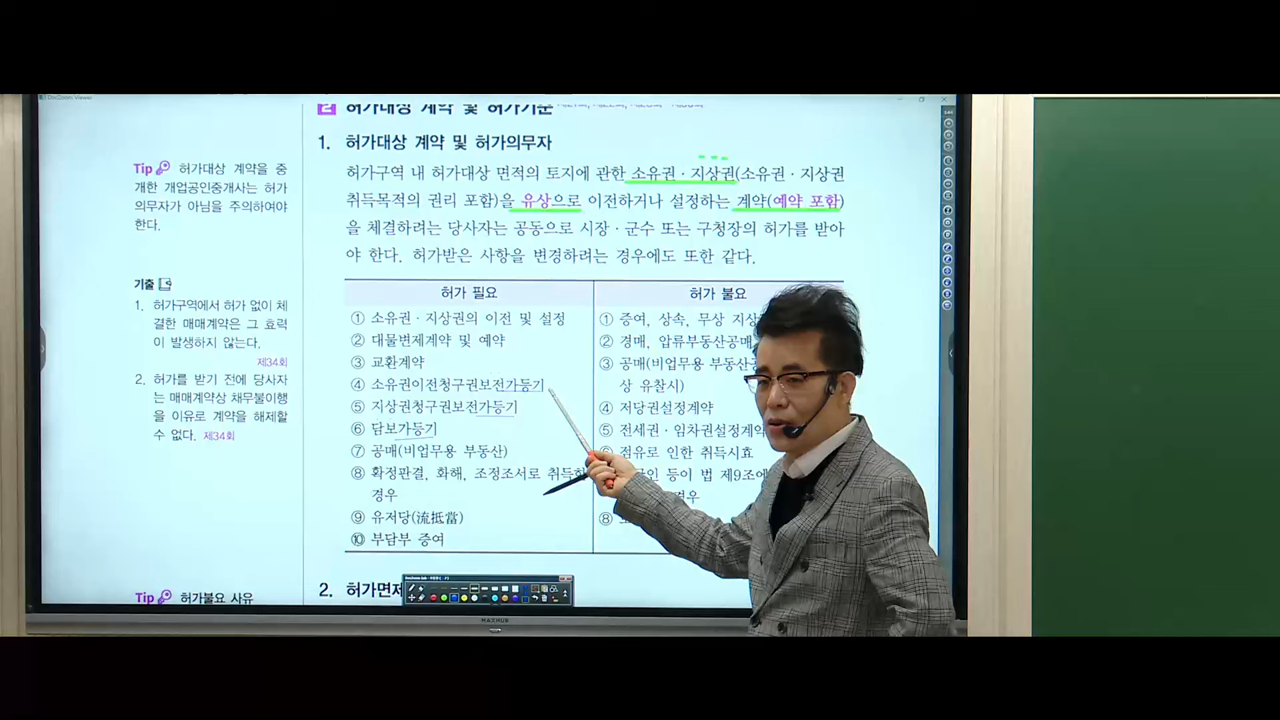 DocZoom Viewer
2 허가대상 계약 및 허가기준
1. 허가대상 계약 및 허가의무자
허가구역 내 허가대상 면적의 토지에 관한 소유권·지상권(소유권·지상권
취득목적의 권리 포함)을 유상으로 이전하거나 설정하는 계약(예약 포함)
을 체결하려는 당사자는 공동으로 시장·군수 또는 구청장의 허가를 받아
야 한다. 허가받은 사항을 변경하려는 경우에도 또한 같다.
Tip 허가대상 계약을 중
개한 개업공인중개사는 허가
의무자가 아님을 주의하여야
한다.
기출
1. 허가구역에서 허가 없이 체
결한 매매계약은 그 효력
이 발생하지 않는다.
제34회
2. 허가를 받기 전에 당사자
는 매매계약상 채무불이행
을 이유로 계약을 해제할
수 없다. 제34회
허가 필요
① 소유권·지상권의 이전 및 설정
② 대물변제계약 및 예약
③ 교환계약
④ 소유권이전청구권보전가등기
⑤ 지상권청구권보전가등기
⑥ 담보가등기
⑦ 공매(비업무용 부동산)
⑧ 확정판결, 화해, 조정조서로
경우
⑨ 유저당(流抵當)
⑩ 부담부 증여
허가 불요
① 증여, 상속, 무상
② 경매, 압류부동산공매
③ 공매(비업무용
상 유찰시)
④ 저당권설정계약
⑤ 전세권·임차권설정계약
⑥ 점유로 인한 취득시효
등이 법 제9조에
경우
⑧
Tip 허가불요 사유
2. 허가면제
MAXHUB